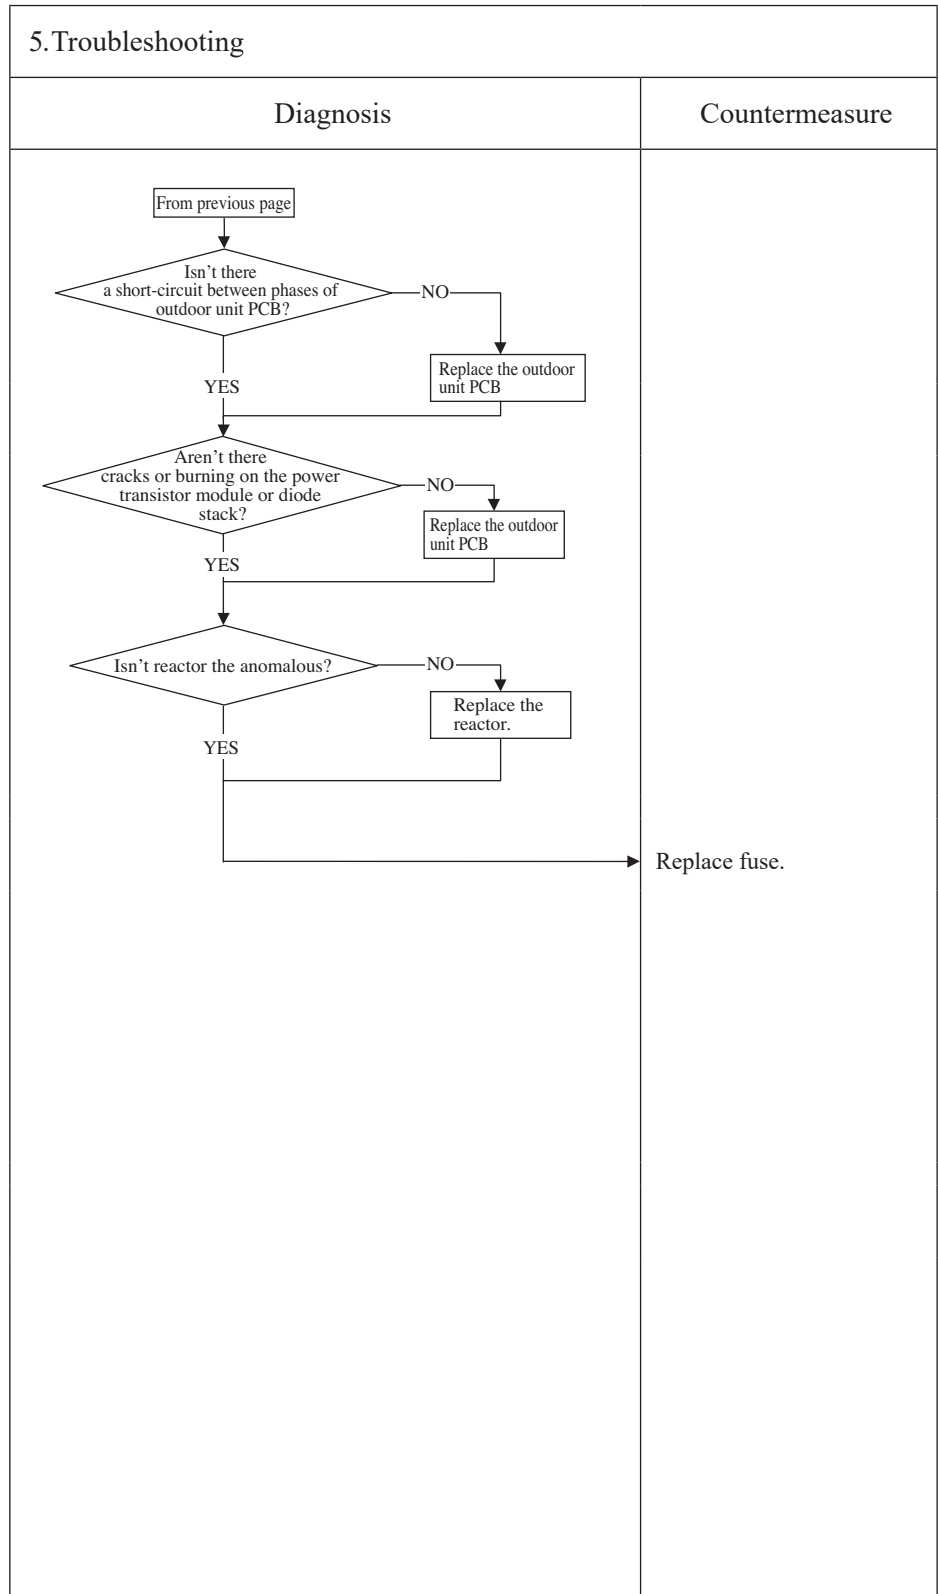 5.Troubleshooting
Diagnosis
Countermeasure
From previous page
Isn’t there
a short-circuit between phases of
outdoor unit PCB?
NO
Replace the outdoor
unit PCB
YES
Aren’t there
cracks or burning on the power
transistor module or diode
stack?
NO
Replace the outdoor
unit PCB
YES
Isn’t reactor the anomalous?
NO
Replace the
reactor.
YES
Replace fuse.